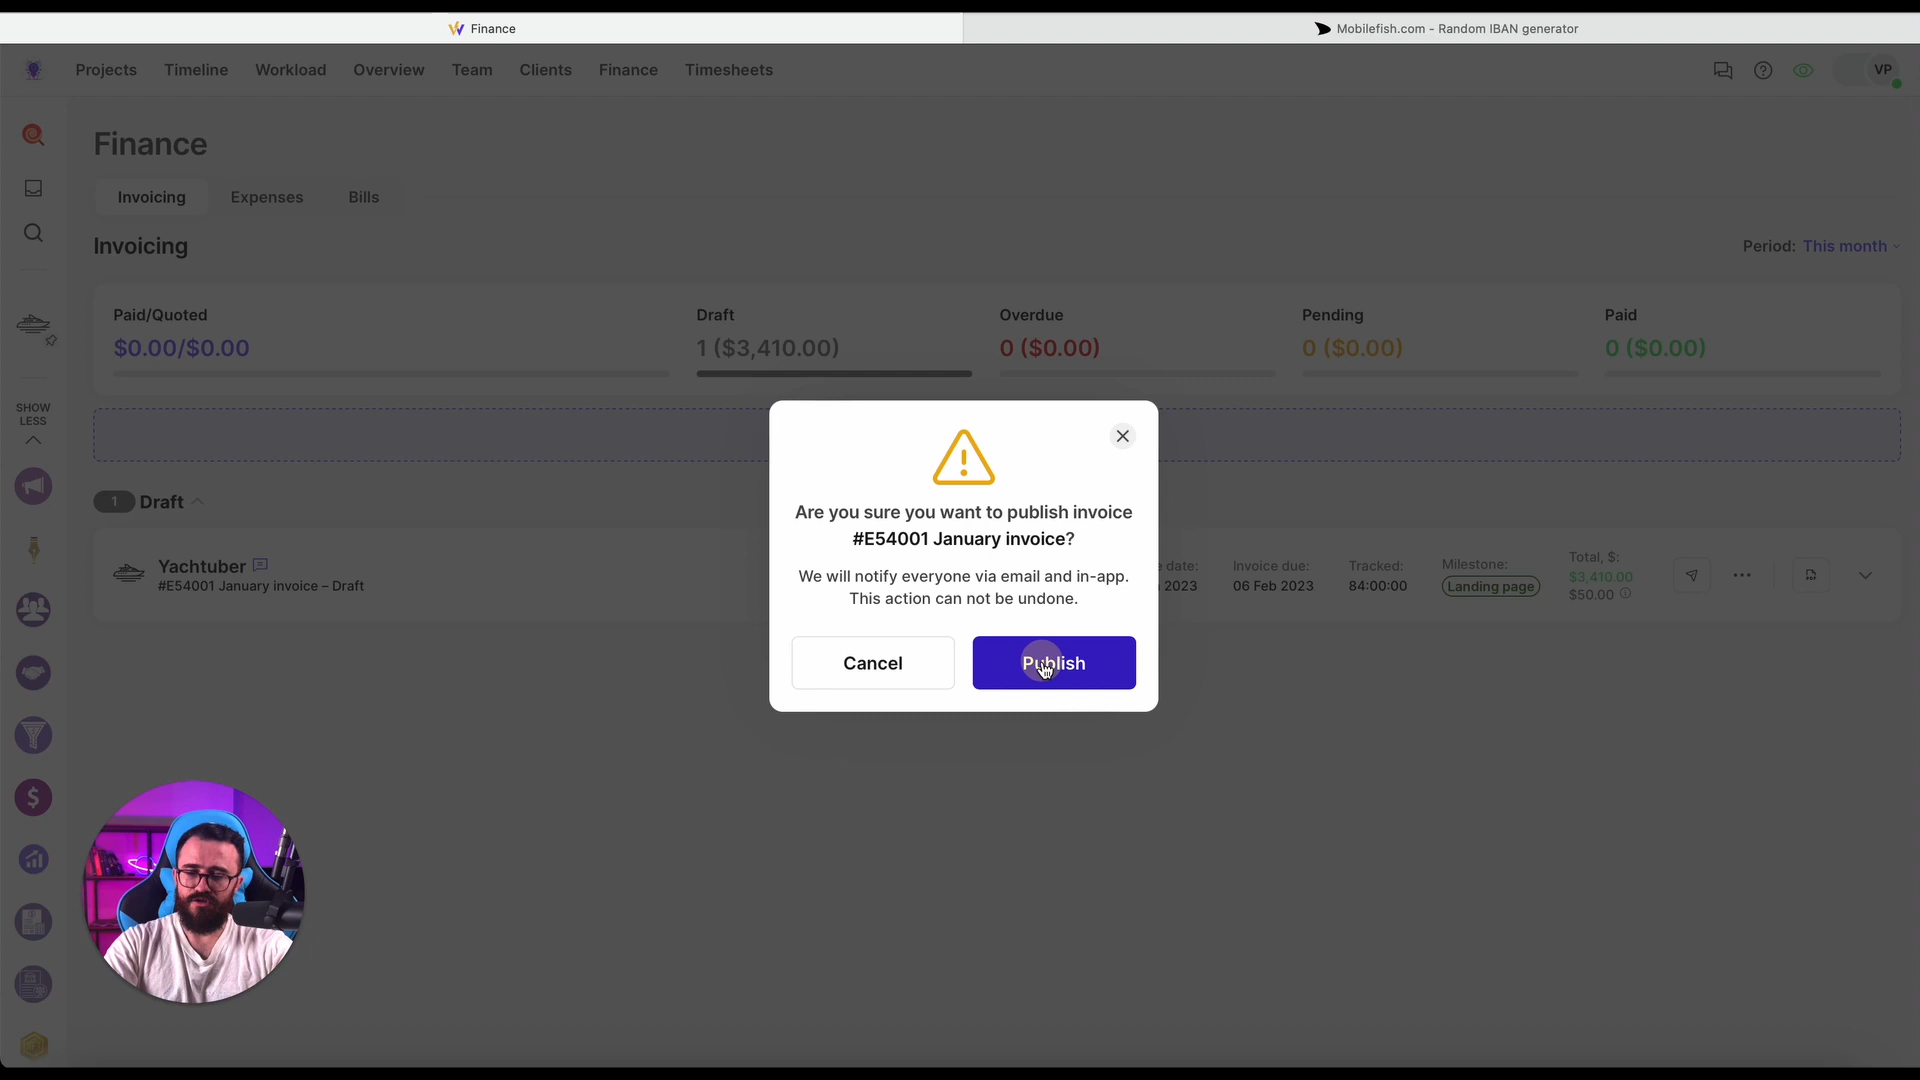 Finance
Mobilefish.com - Random IBAN generator
Projects
Timeline
Workload
Overview
Team
Clients
Finance
Timesheets
VP
Finance
Invoicing
Expenses
Bills
Invoicing
Period: This month
Paid/Quoted
$0.00/$0.00
Draft
1 ($3,410.00)
Overdue
0 ($0.00)
Pending
0 ($0.00)
Paid
0 ($0.00)
SHOW
LESS
1 Draft
Yachtuber
#E54001 January invoice – Draft
date:
2023
Invoice due:
06 Feb 2023
Tracked:
84:00:00
Milestone:
Landing page
Total, $:
$3,410.00
$50.00
Are you sure you want to publish invoice
#E54001 January invoice?
We will notify everyone via email and in-app.
This action can not be undone.
Cancel
Publish